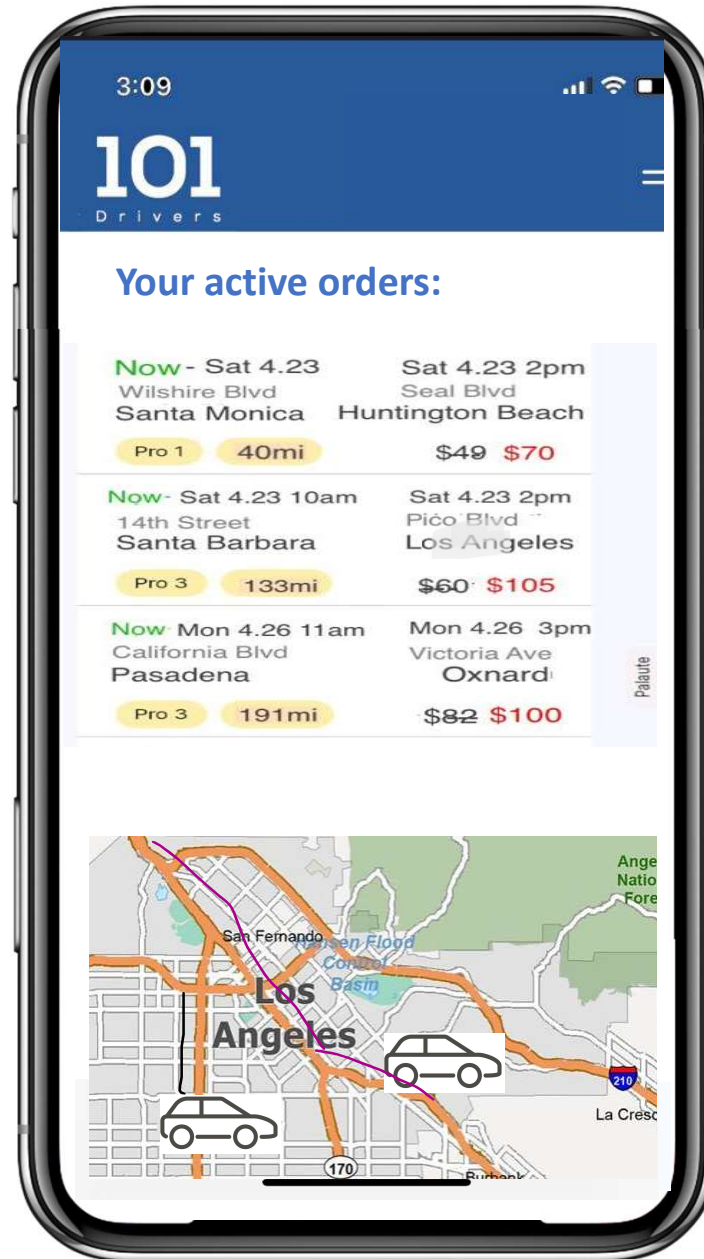 3:09
101
Drivers
Your active orders:
Now - Sat 4.23 Sat 4.23 2pm
Wilshire Blvd Seal Blvd
Santa Monica Huntington Beach
Pro 1 40mi $49 $70
Now- Sat 4.23 10am Sat 4.23 2pm
14th Street Pico Blvd
Santa Barbara Los Angeles
Pro 3 133mi $60 $105
Now Mon 4.26 11am Mon 4.26 3pm
California Blvd Victoria Ave
Pasadena Oxnard
Pro 3 191mi $82 $100
Palaute
Ange
Natio
Fore
San Fernando
Hansen Flood
Control
Basin
Los
Angeles
210
La Cresc
170
Burbank